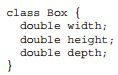 class Box {
  double width;
  double height;
  double depth;
}